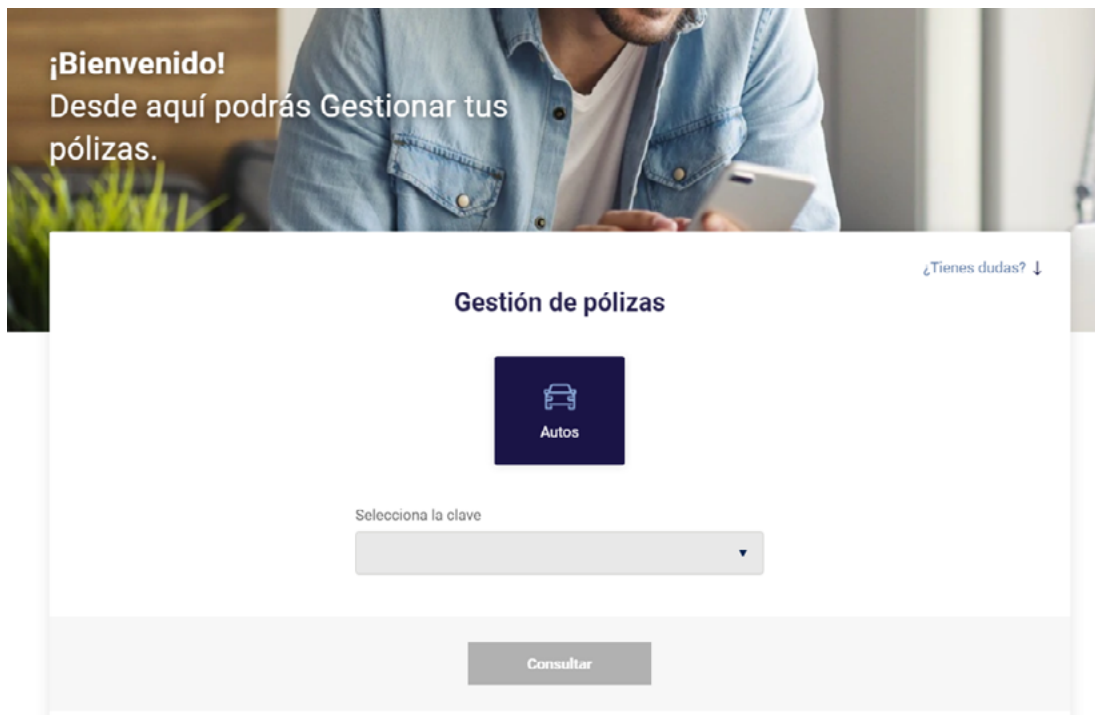 ¡Bienvenido!
Desde aquí podrás Gestionar tus
pólizas.
¿Tienes dudas? ↓
Gestión de pólizas
Autos
Selecciona la clave
Consultar